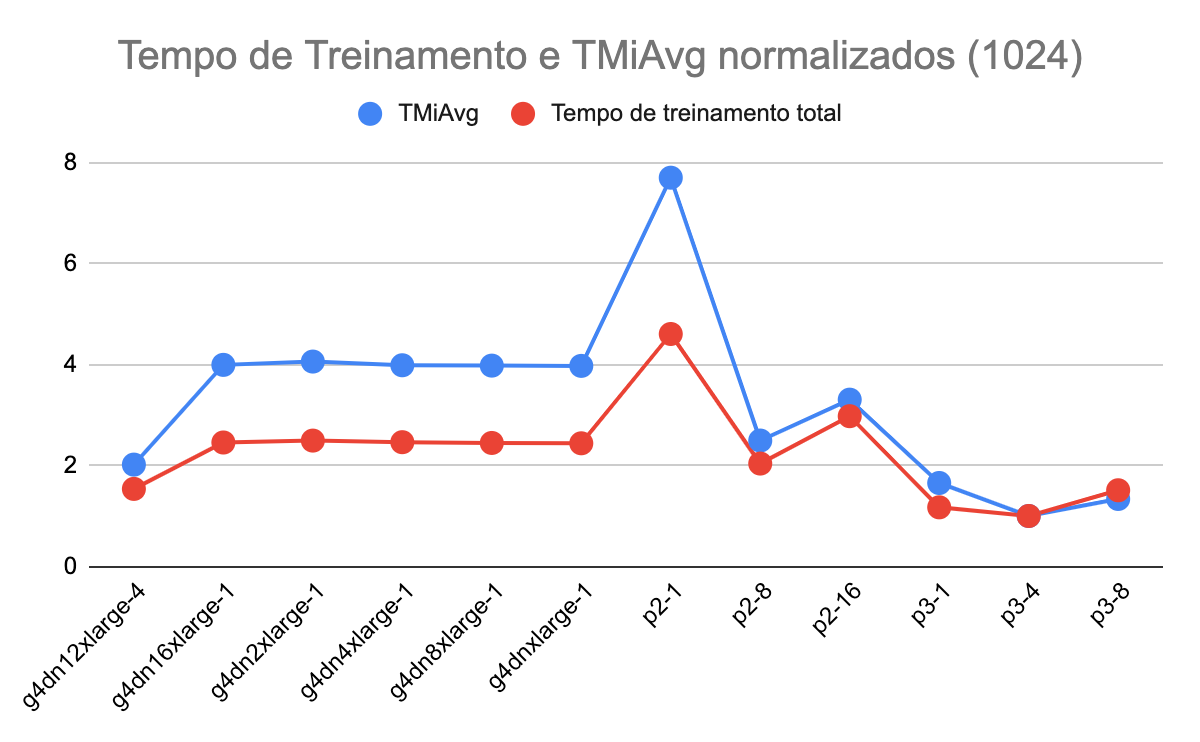 Tempo de Treinamento e TMiAvg normalizados (1024)
TMiAvg Tempo de treinamento total
8
6
4
2
0
g4dn12xlarge-4
g4dn16xlarge-1
g4dn2xlarge-1
g4dn4xlarge-1
g4dn8xlarge-1
g4dnxlarge-1
p2-1
p2-8
p2-16
p3-1
p3-4
p3-8